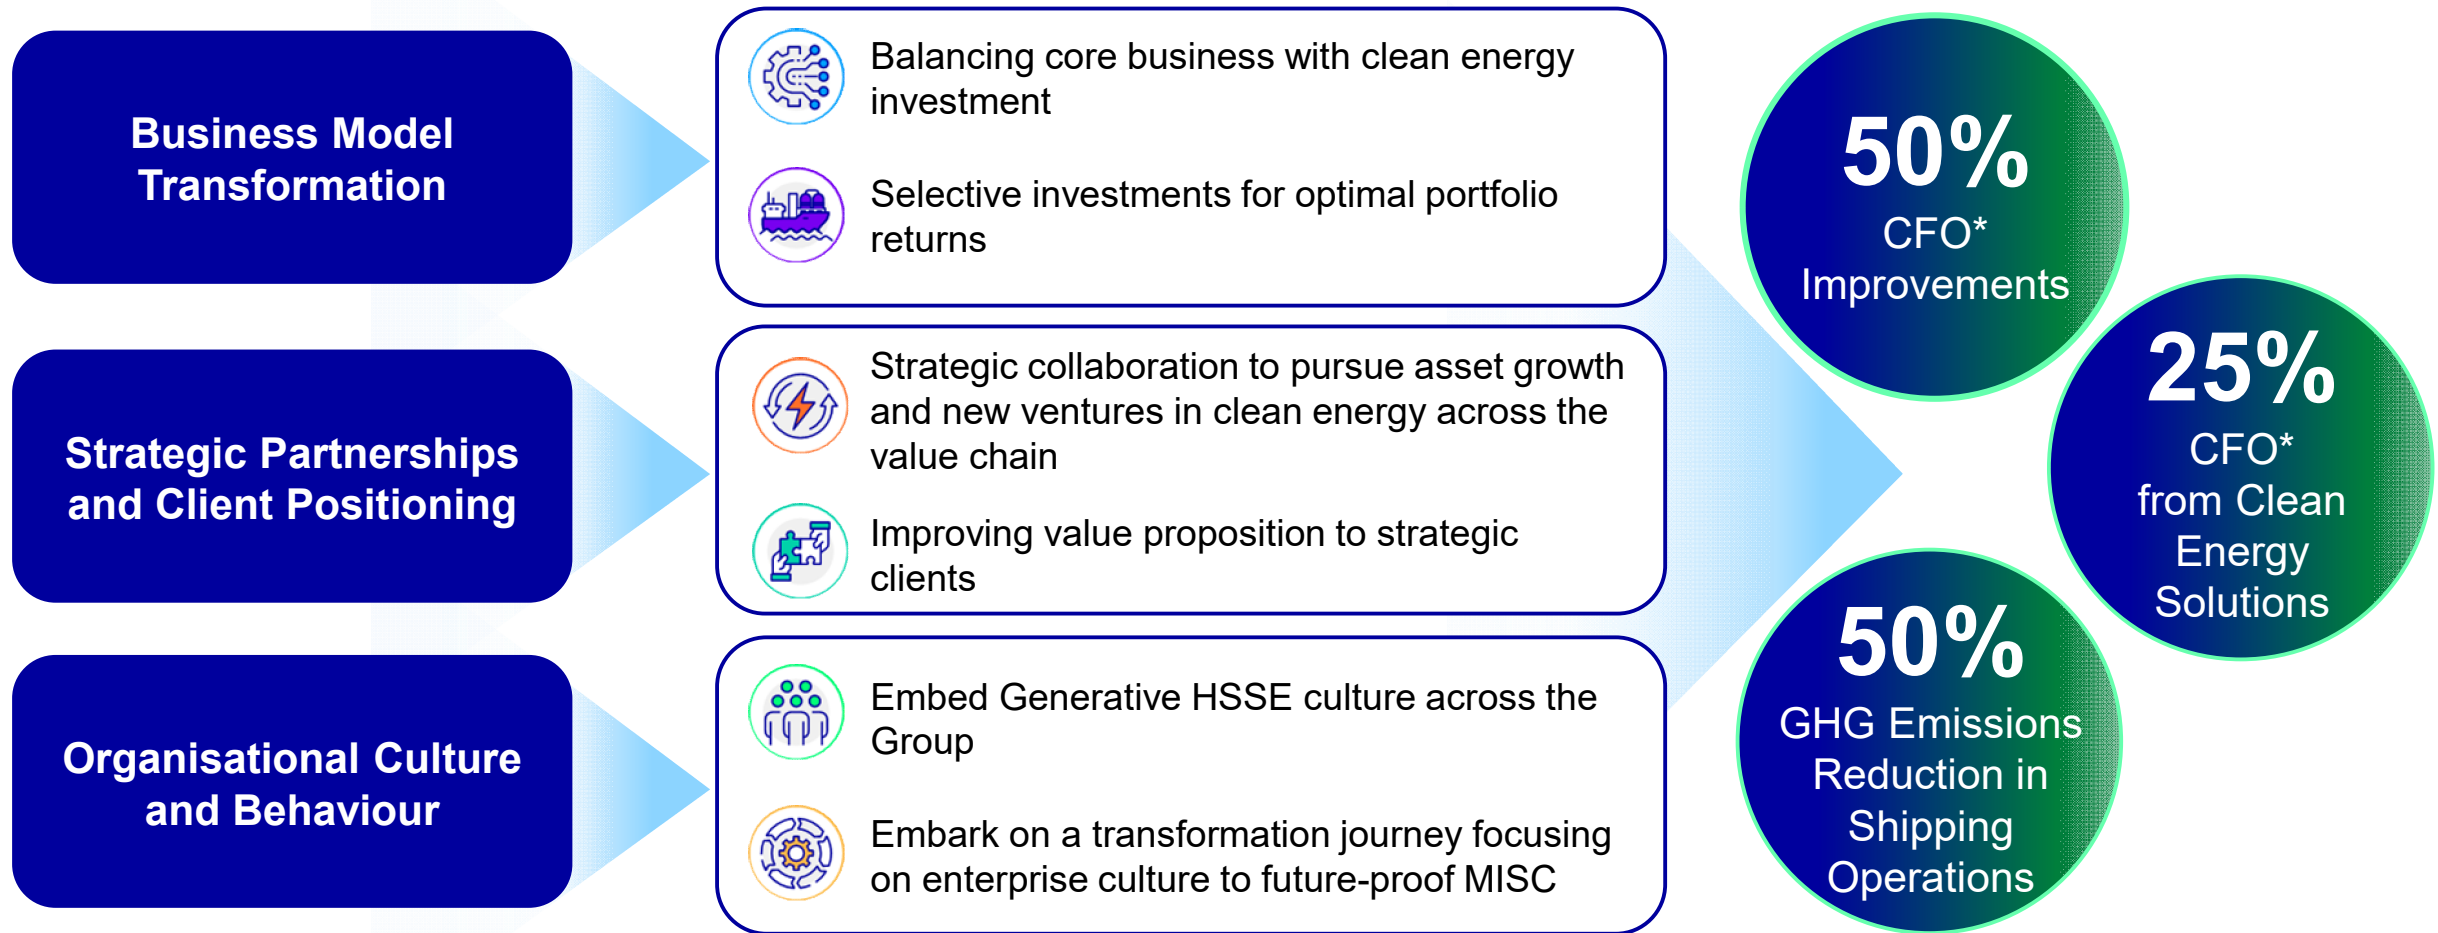 Business Model
Transformation
Balancing core business with clean energy
investment
Selective investments for optimal portfolio
returns
Strategic Partnerships
and Client Positioning
Strategic collaboration to pursue asset growth
and new ventures in clean energy across the
value chain
Improving value proposition to strategic
clients
Organisational Culture
and Behaviour
Embed Generative HSSE culture across the
Group
Embark on a transformation journey focusing
on enterprise culture to future-proof MISC
50%
CFO*
Improvements
25%
CFO*
from Clean
Energy
Solutions
50%
GHG Emissions
Reduction in
Shipping
Operations